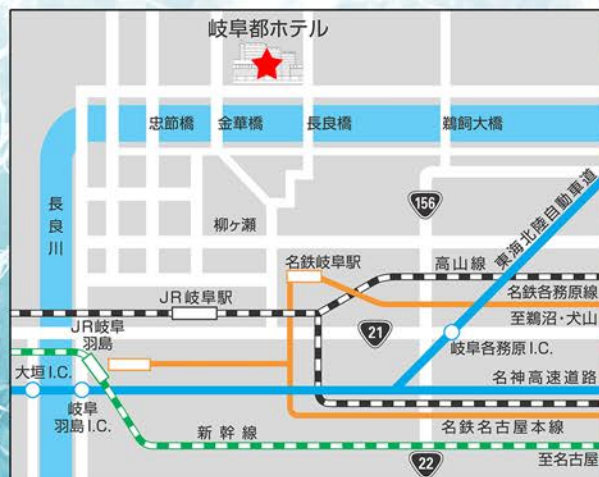 岐阜都ホテル
忠節橋
金華橋
長良橋
鵜飼大橋
長良川
156
東海北陸自動車道
柳ヶ瀬
名鉄岐阜駅
高山線
JR岐阜駅
名鉄各務原線
至鵜沼・犬山
21
JR岐阜
羽島
岐阜各務原I.C.
大垣I.C.
名神高速道路
岐阜
羽島I.C.
新幹線
名鉄名古屋本線
22
至名古屋